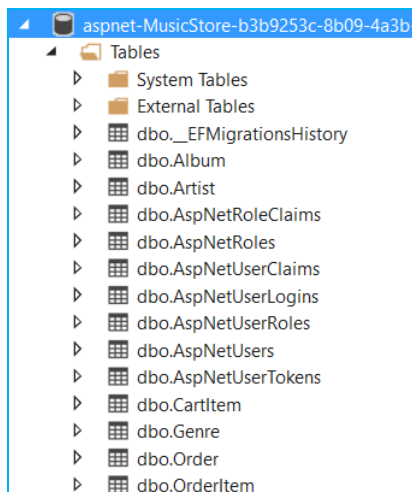 aspnet-MusicStore-b3b9253c-8b09-4a3b-
Tables
System Tables
External Tables
dbo.__EFMigrationsHistory
dbo.Album
dbo.Artist
dbo.AspNetRoleClaims
dbo.AspNetRoles
dbo.AspNetUserClaims
dbo.AspNetUserLogins
dbo.AspNetUserRoles
dbo.AspNetUsers
dbo.AspNetUserTokens
dbo.CartItem
dbo.Genre
dbo.Order
dbo.OrderItem